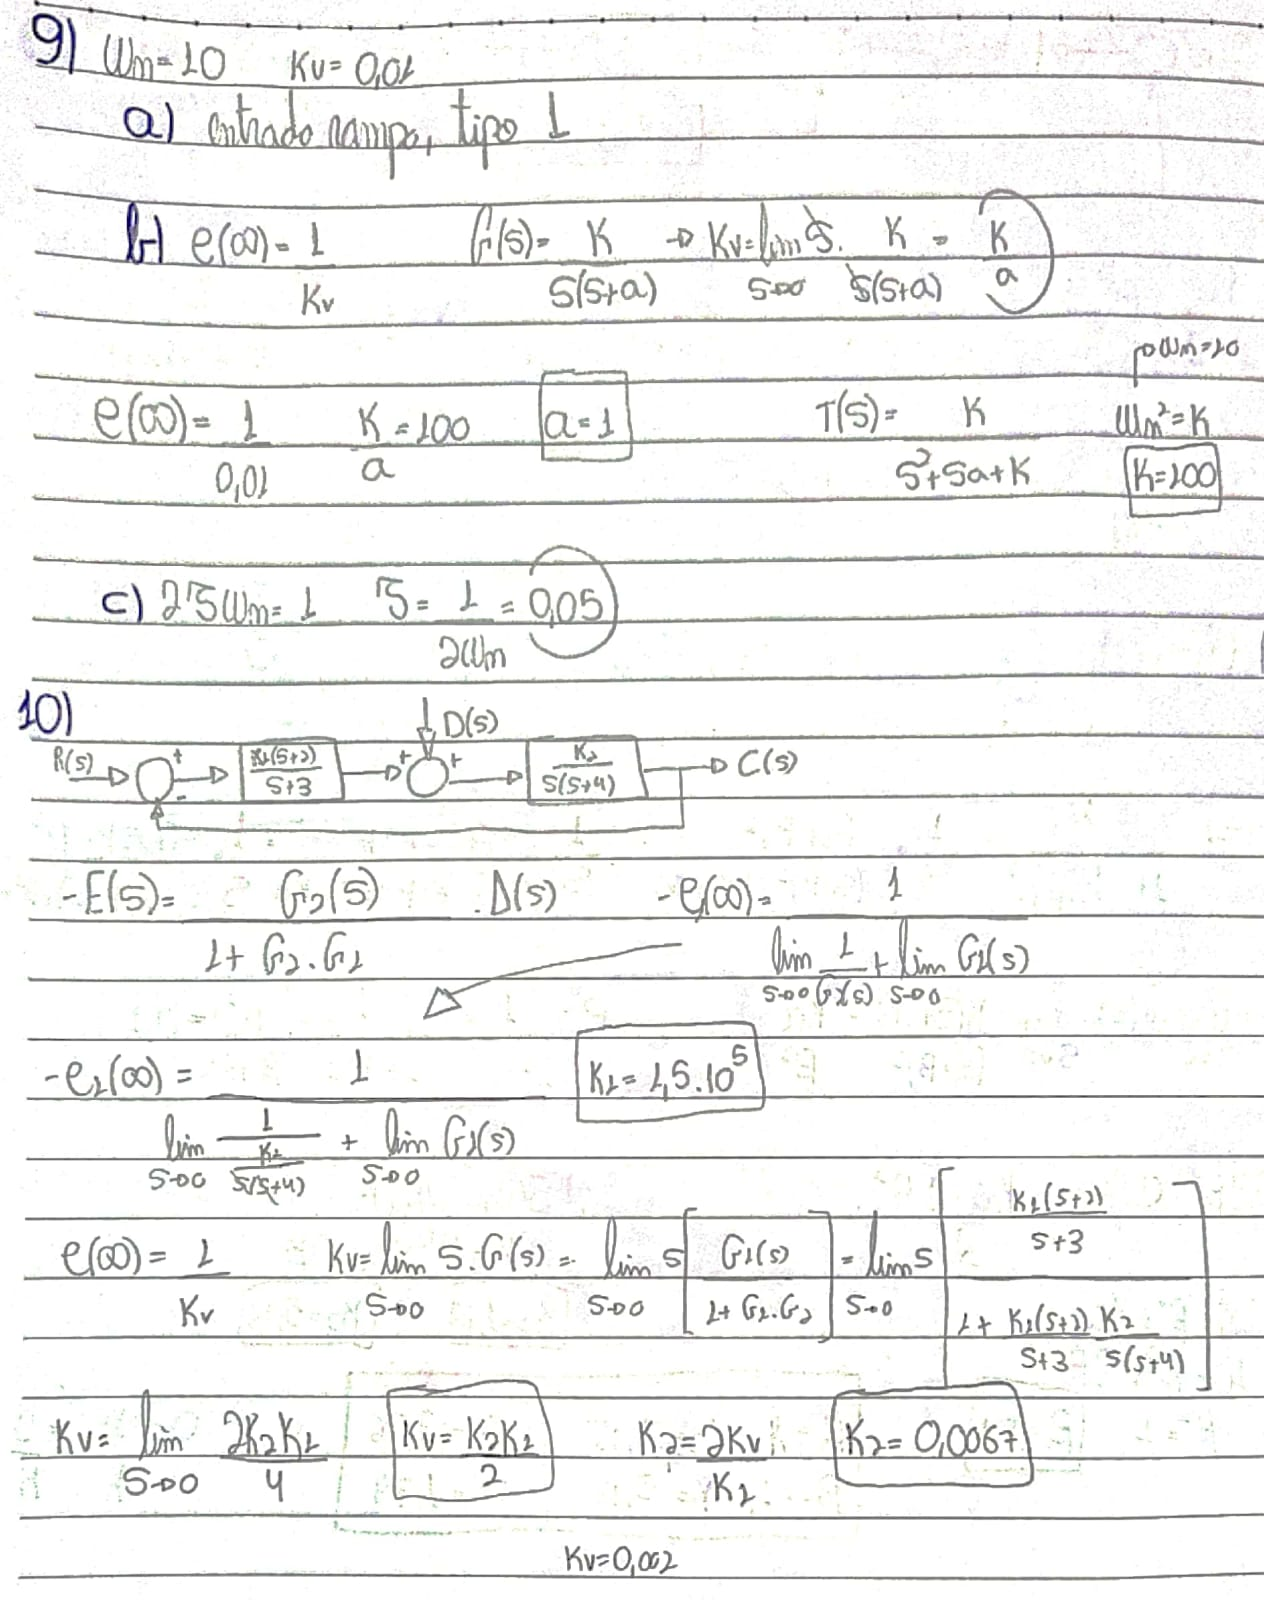 9) Wn=10 Kv=0,01
a) entrada rampa, tipo 1
b) e(∞)= 1/Kv G(s)= K/S(S+a) → Kv=lim S→0 S. K/S(S+a) = K/a
e(∞)= 1/0,01 K/a =100 a=1 T(S)= K/S²+Sa+K Wn²=K →Wn=10
K=100
c) 2ζWn=1 ζ= 1/2Wn = 0,05
10)
D(s)
R(s) + - K1(S+2)/S+3 + + K2/S(S+4) C(s)
-E(S)= G2(S)/1+G2.G1 .D(s) -e1(∞)= 1/lim S→0 1/G2(s) + lim S→0 G1(s)
-e1(∞) = 1/lim S→0 1/K2/S(S+4) + lim S→0 G1(s) K1=1,5.10⁵
e(∞)= 1/Kv Kv=lim S→0 S.G(s) = lim S→0 S[G1(s)/1+G1.G2] = lim S→0 S[K1(S+2)/S+3 / 1+ K1(S+2)/S+3 K2/S(S+4)]
Kv= lim S→0 2K2K1/4 Kv= K2K1/2 K2=2Kv/K1 K2=0,0067
Kv=0,002